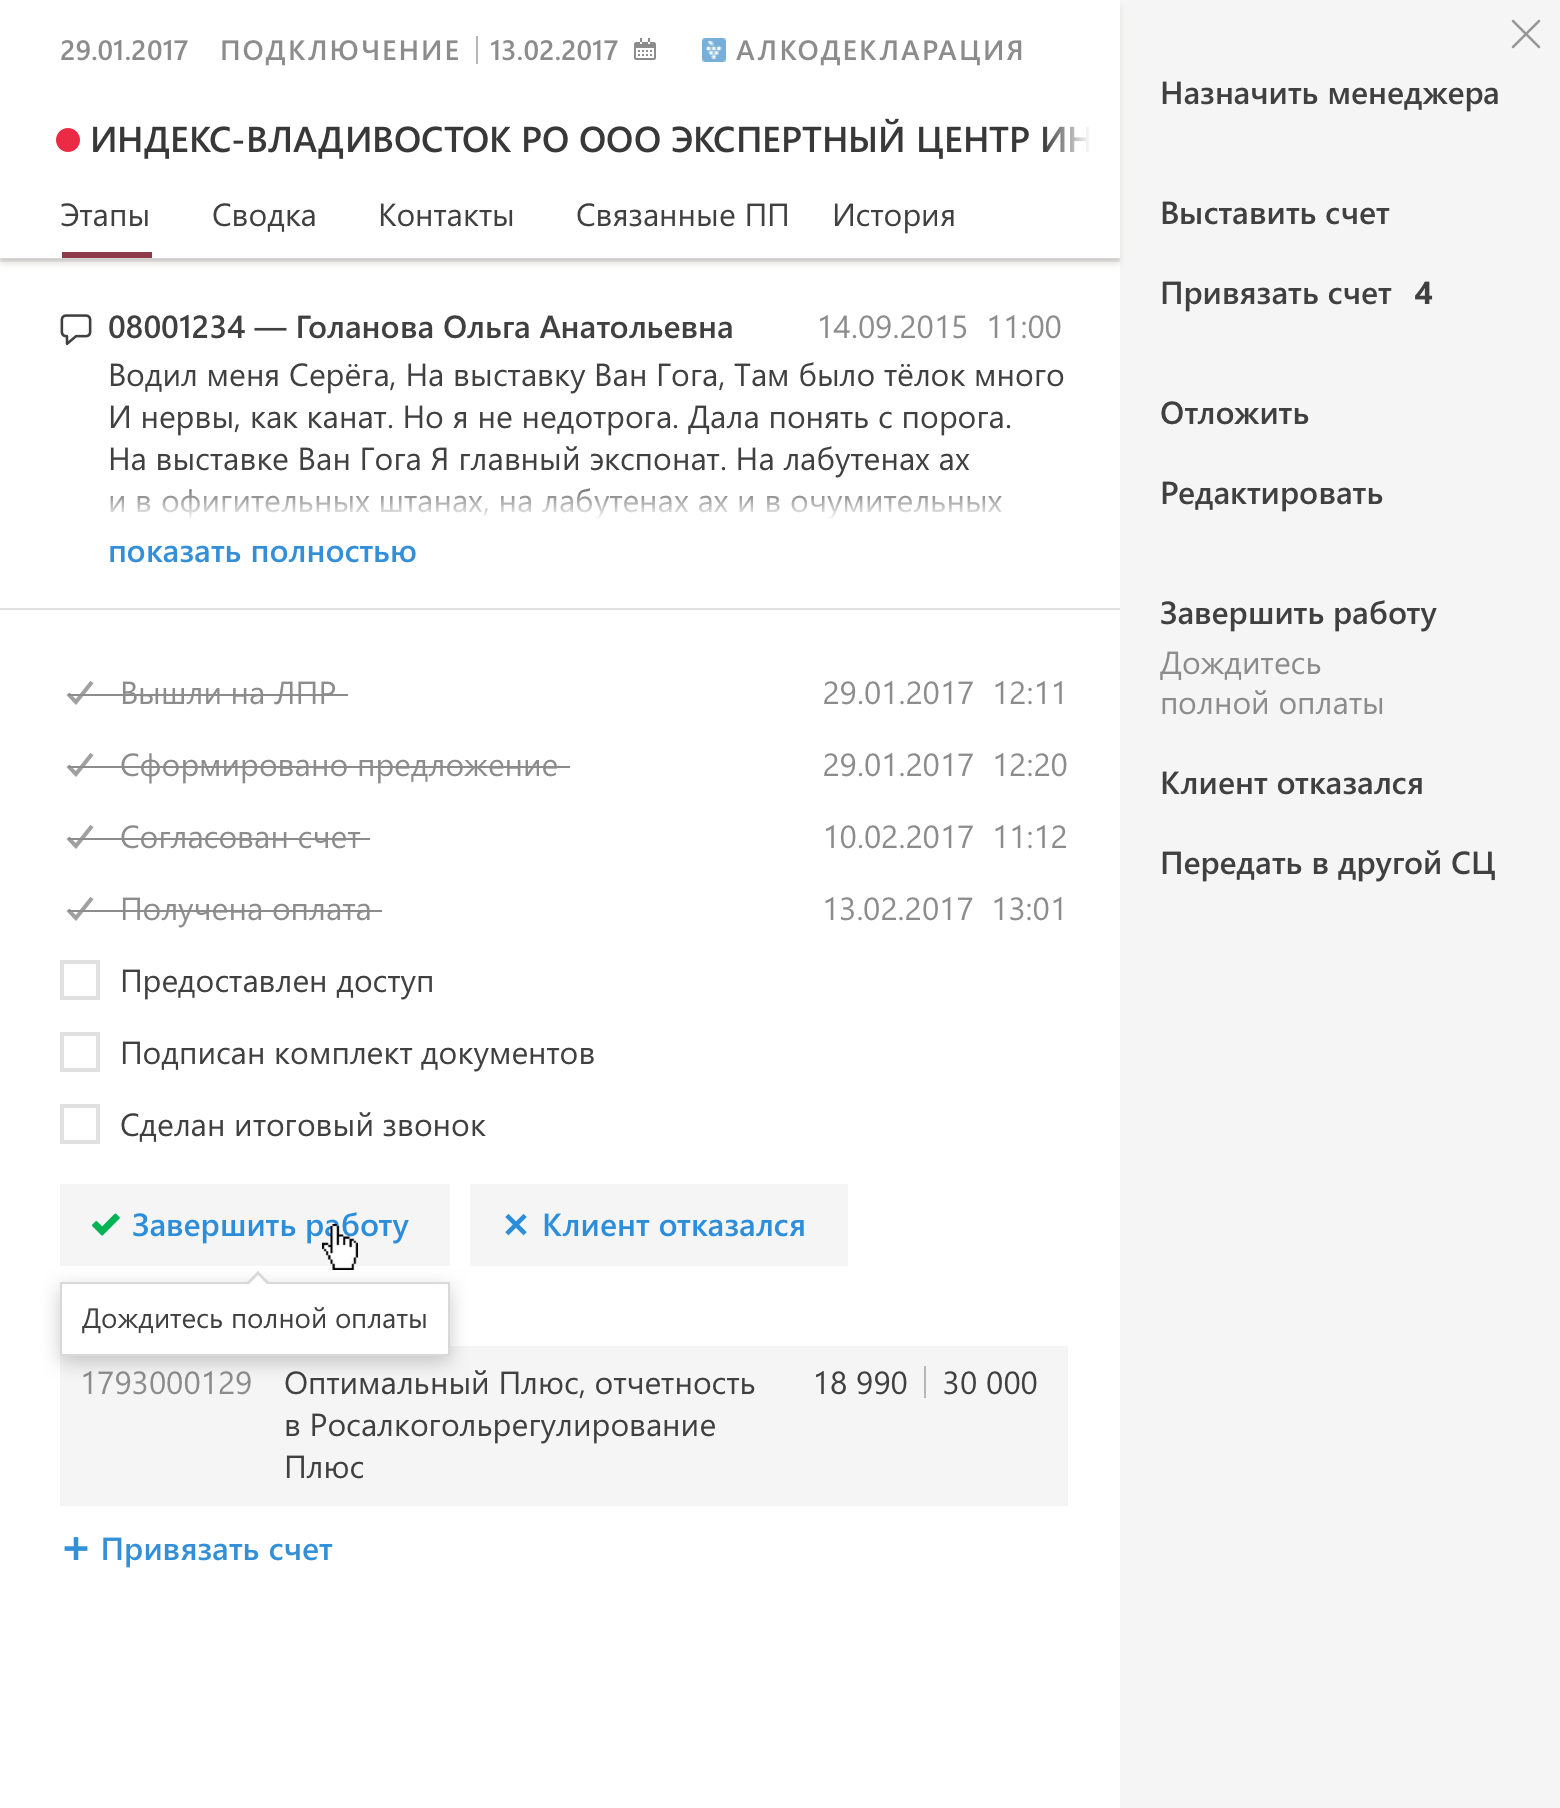 29.01.2017 ПОДКЛЮЧЕНИЕ 13.02.2017 АЛКОДЕКЛАРАЦИЯ
ИНДЕКС-ВЛАДИВОСТОК РО ООО ЭКСПЕРТНЫЙ ЦЕНТР ИН
Этапы Сводка Контакты Связанные ПП История
08001234 — Голанова Ольга Анатольевна 14.09.2015 11:00
Водил меня Серёга, На выставку Ван Гога, Там было тёлок много
И нервы, как канат. Но я не недотрога. Дала понять с порога.
На выставке Ван Гога Я главный экспонат. На лабутенах ах
и в офигительных штанах, на лабутенах ах и в очумительных
показать полностью
Вышли на ЛПР 29.01.2017 12:11
Сформировано предложение 29.01.2017 12:20
Согласован счет 10.02.2017 11:12
Получена оплата 13.02.2017 13:01
Предоставлен доступ
Подписан комплект документов
Сделан итоговый звонок
Завершить работу Клиент отказался
Дождитесь полной оплаты
1793000129 Оптимальный Плюс, отчетность 18 990 30 000
в Росалкогольрегулирование
Плюс
+ Привязать счет
Назначить менеджера
Выставить счет
Привязать счет 4
Отложить
Редактировать
Завершить работу
Дождитесь
полной оплаты
Клиент отказался
Передать в другой СЦ